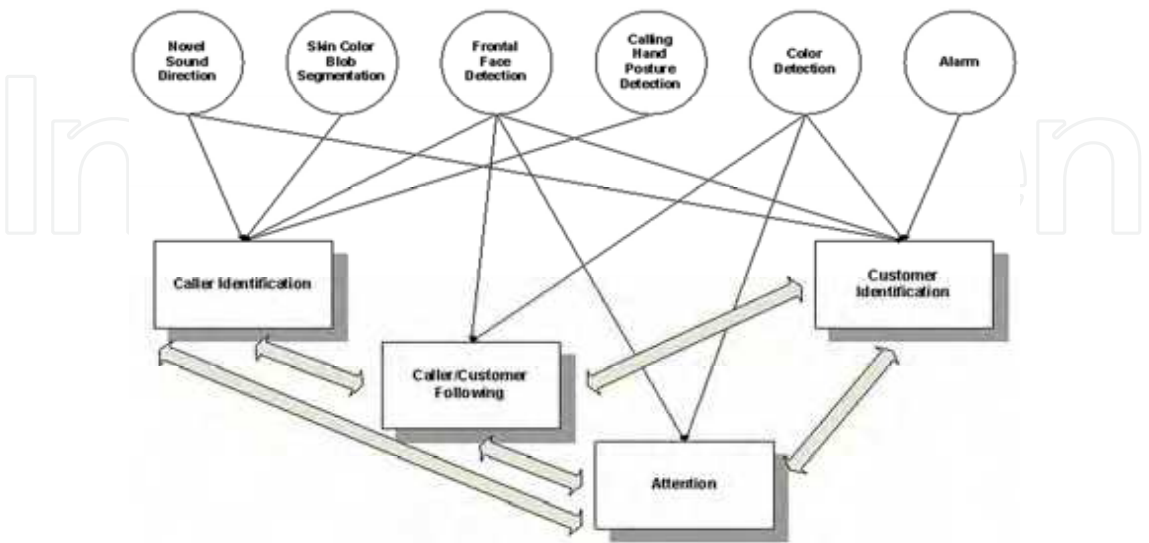 Novel
Sound
Direction
Skin Color
Blob
Segmentation
Frontal
Face
Detection
Calling
Hand
Posture
Detection
Color
Detection
Alarm
Caller Identification
Customer
Identification
Caller/Customer
Following
Attention